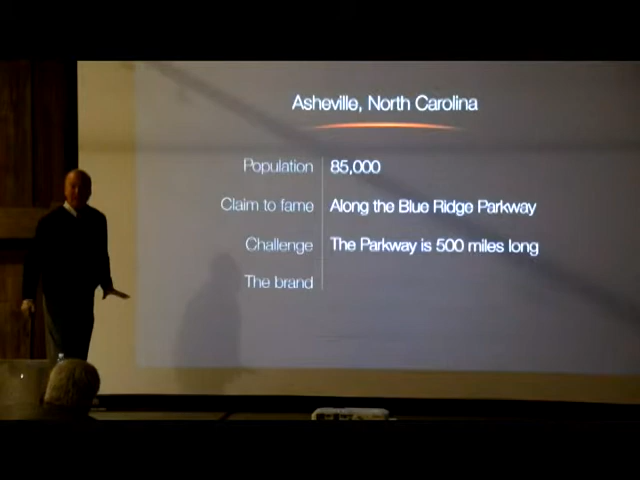 Asheville, North Carolina
Population 85,000
Claim to fame Along the Blue Ridge Parkway
Challenge The Parkway is 500 miles long
The brand